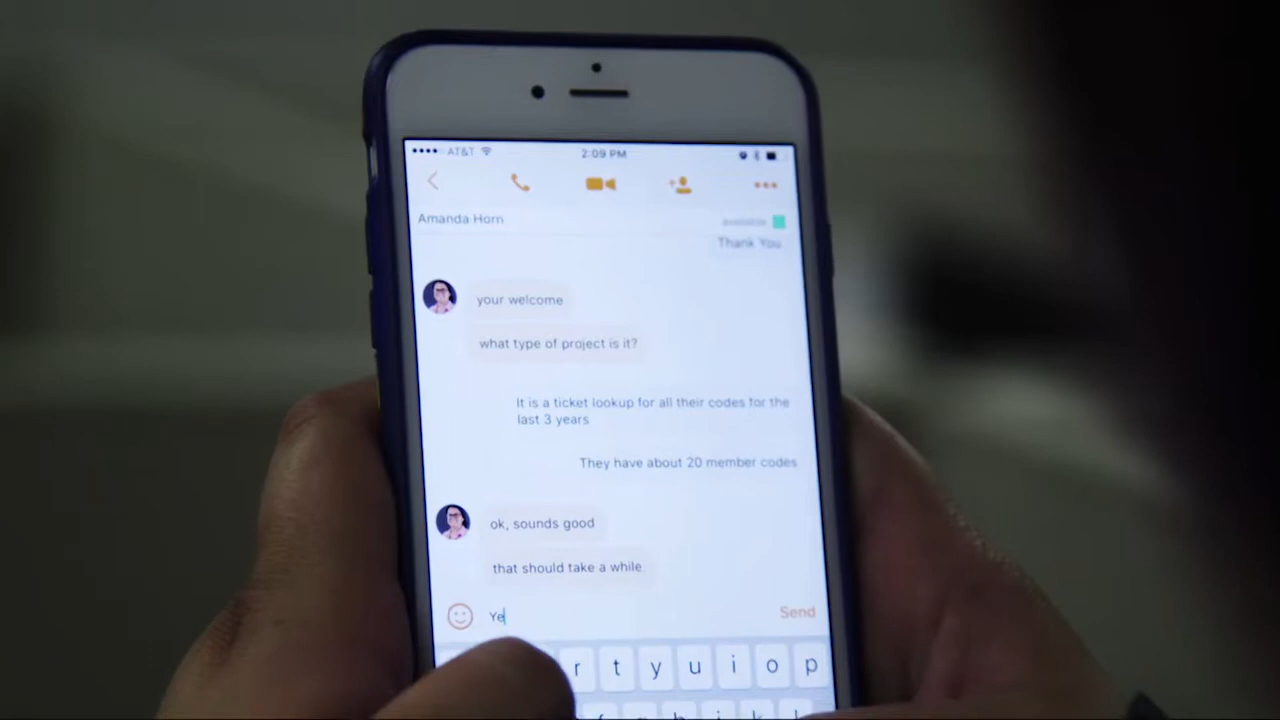 AT&T
2:09 PM
Amanda Horn
Available
Thank You
your welcome
what type of project is it?
It is a ticket lookup for all their codes for the
last 3 years
They have about 20 member codes
ok, sounds good
that should take a while
Ye
Send
r t y u i o p